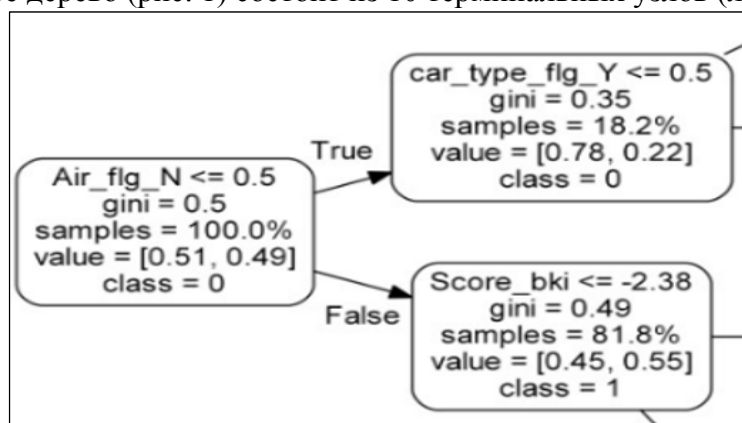 car_type_flg_Y <= 0.5
gini = 0.35
samples = 18.2%
value = [0.78, 0.22]
class = 0
True
Air_flg_N <= 0.5
gini = 0.5
samples = 100.0%
value = [0.51, 0.49]
class = 0
False
Score_bki <= -2.38
gini = 0.49
samples = 81.8%
value = [0.45, 0.55]
class = 1